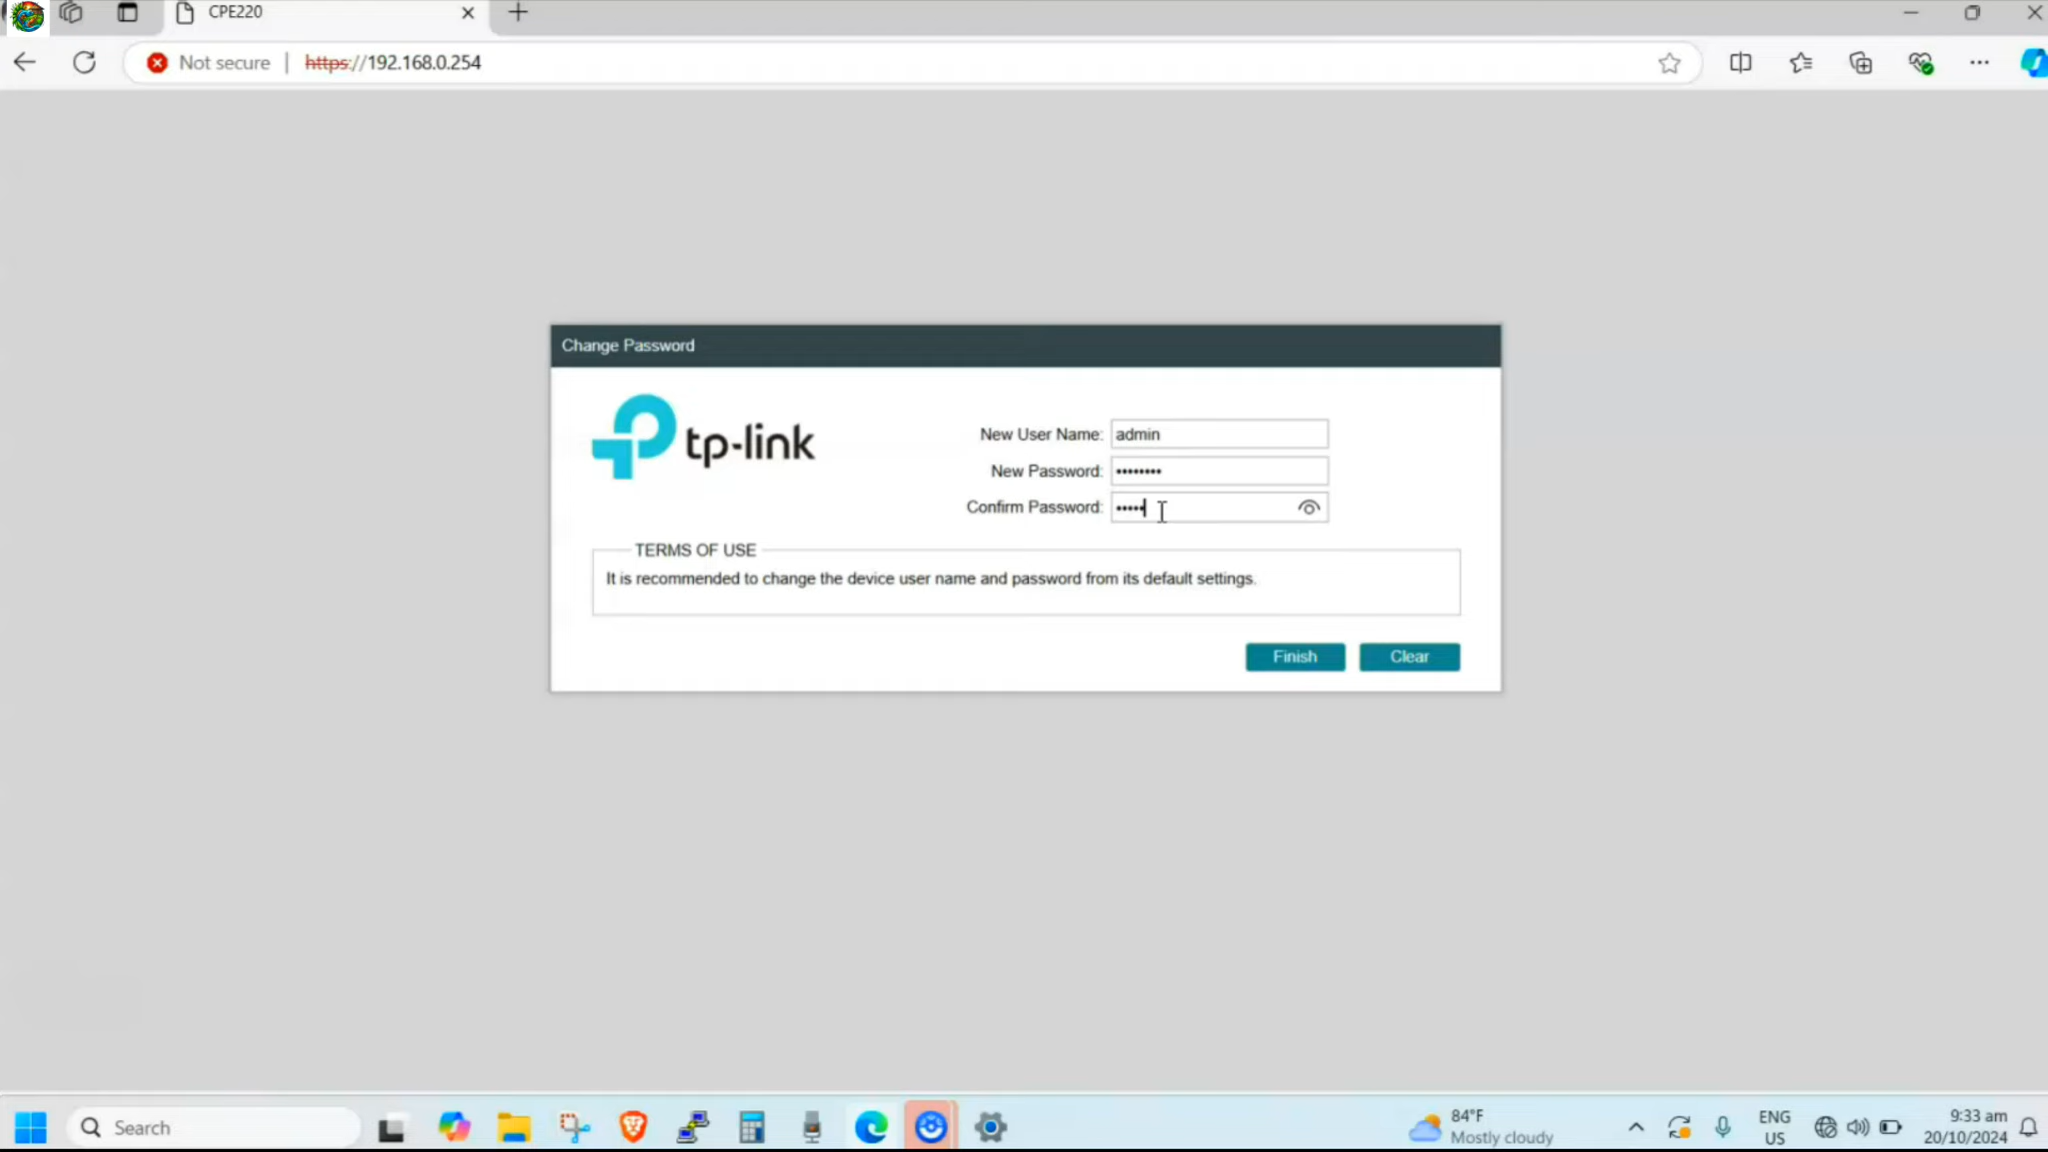 CPE220
Not secure | https://192.168.0.254
Change Password
tp-link
New User Name: admin
New Password: ••••••••
Confirm Password: •••••
TERMS OF USE
It is recommended to change the device user name and password from its default settings.
Finish Clear
Search
84°F
Mostly cloudy
ENG
US
9:33 am
20/10/2024